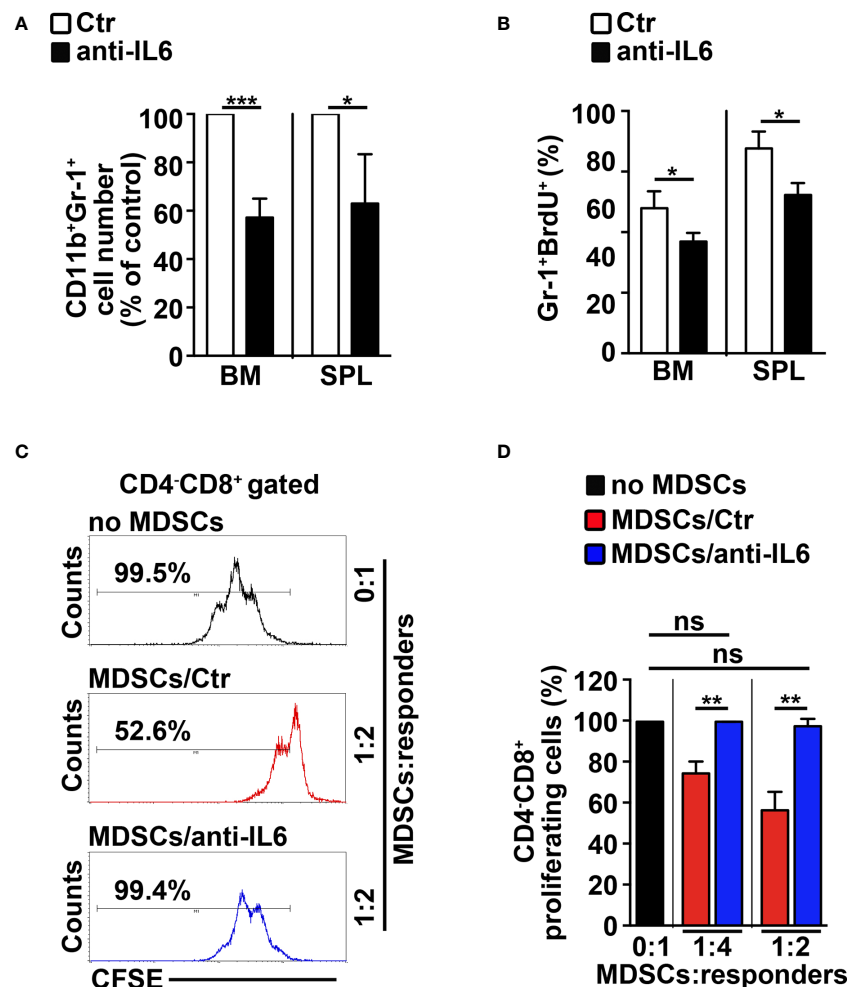 A
Ctr
anti-IL6
CD11b⁺Gr-1⁺
cell number
(% of control)
100
80
60
40
20
0
***
*
BM
SPL
B
Ctr
anti-IL6
Gr-1⁺BrdU⁺ (%)
100
80
60
40
20
0
*
*
BM
SPL
C
CD4⁻CD8⁺ gated
no MDSCs
Counts
99.5%
0:1
MDSCs/Ctr
Counts
52.6%
1:2
MDSCs/anti-IL6
Counts
99.4%
1:2
MDSCs:responders
CFSE
D
no MDSCs
MDSCs/Ctr
MDSCs/anti-IL6
ns
ns
**
**
CD4⁻CD8⁺
proliferating cells (%)
120
100
80
60
40
20
0
0:1 1:4 1:2
MDSCs:responders